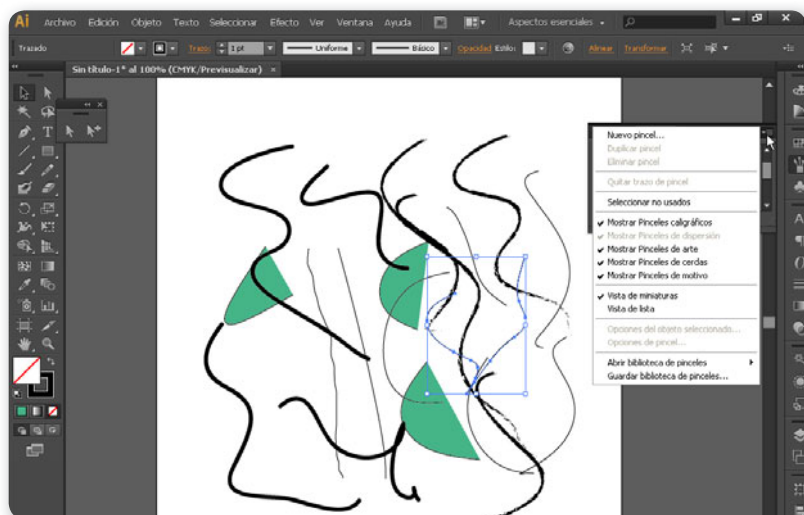 Ai Archivo Edición Objeto Texto Seleccionar Efecto Ver Ventana Ayuda Aspectos esenciales
Trazado Trazo: 1 pt Uniforme Básico Opacidad Estilo: Alinear Transformar
Sin título-1* al 100% (CMYK/Previsualizar) ×
Nuevo pincel...
Duplicar pincel
Eliminar pincel
Quitar trazo de pincel
Seleccionar no usados
Mostrar Pinceles caligráficos
Mostrar Pinceles de dispersión
Mostrar Pinceles de arte
Mostrar Pinceles de cerdas
Mostrar Pinceles de motivo
Vista de miniaturas
Vista de lista
Opciones del objeto seleccionado...
Opciones de pincel...
Abrir biblioteca de pinceles
Guardar biblioteca de pinceles...